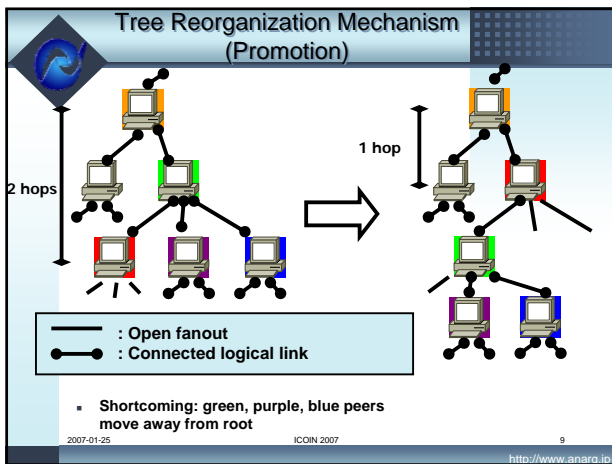 Tree Reorganization Mechanism
(Promotion)
2 hops
1 hop
: Open fanout
: Connected logical link
▪ Shortcoming: green, purple, blue peers
move away from root
2007-01-25 ICOIN 2007 9
http://www.anarg.jp